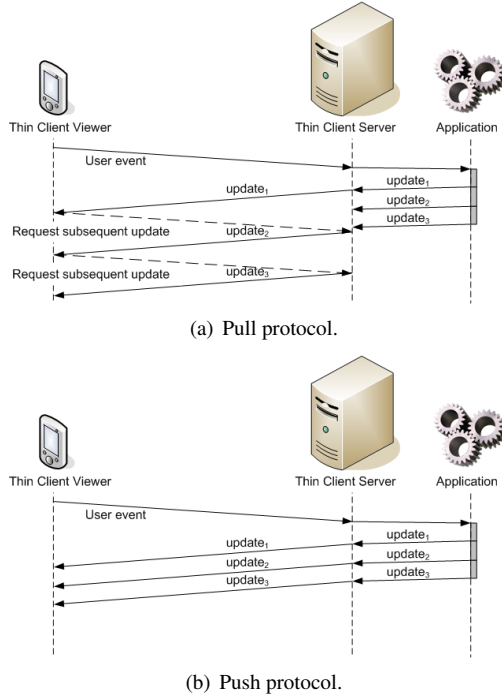 Thin Client Viewer Thin Client Server Application
User event
update1 update1
update2
Request subsequent update update2 update3
Request subsequent update update3
(a) Pull protocol.
Thin Client Viewer Thin Client Server Application
User event
update1 update1
update2 update2
update3 update3
(b) Push protocol.